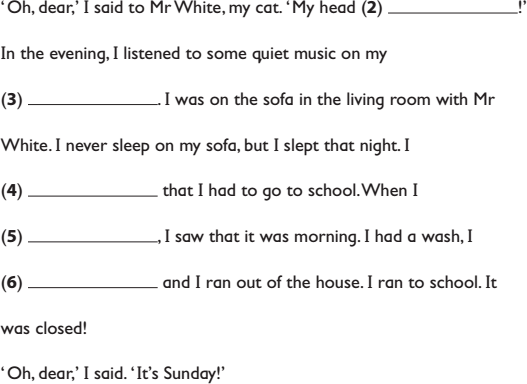 ‘Oh, dear,’ I said to Mr White, my cat. ‘My head (2) ______________!’
In the evening, I listened to some quiet music on my
(3) ______________. I was on the sofa in the living room with Mr
White. I never sleep on my sofa, but I slept that night. I
(4) ______________ that I had to go to school. When I
(5) ______________, I saw that it was morning. I had a wash, I
(6) ______________ and I ran out of the house. I ran to school. It
was closed!
‘Oh, dear,’ I said. ‘It’s Sunday!’